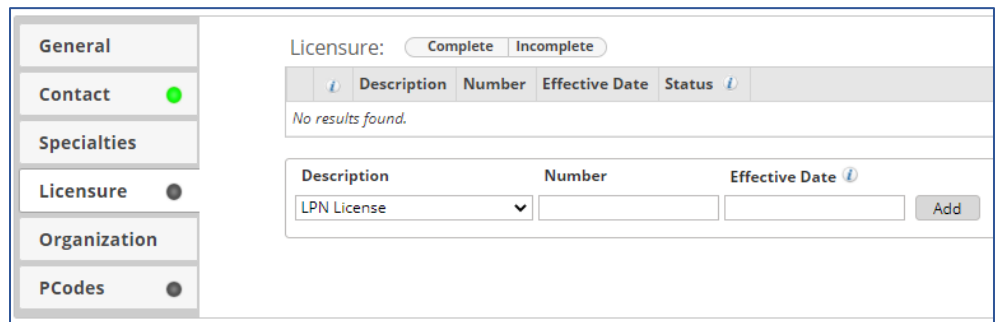 General
Contact
Specialties
Licensure
Organization
PCodes
Licensure: Complete Incomplete
i Description Number Effective Date Status i
No results found.
Description Number Effective Date i
LPN License Add